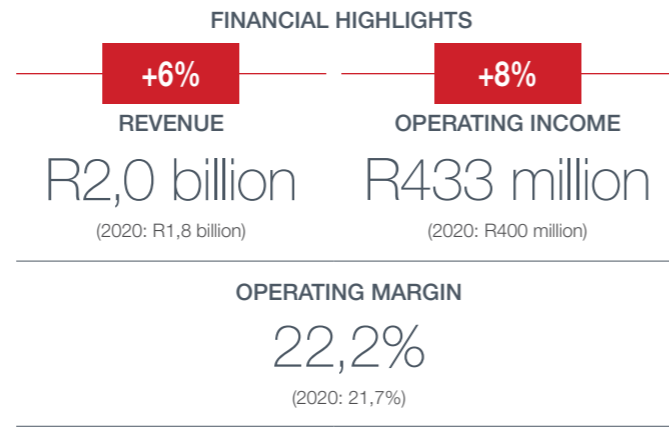 FINANCIAL HIGHLIGHTS
+6%
REVENUE
R2,0 billion
(2020: R1,8 billion)
+8%
OPERATING INCOME
R433 million
(2020: R400 million)
OPERATING MARGIN
22,2%
(2020: 21,7%)